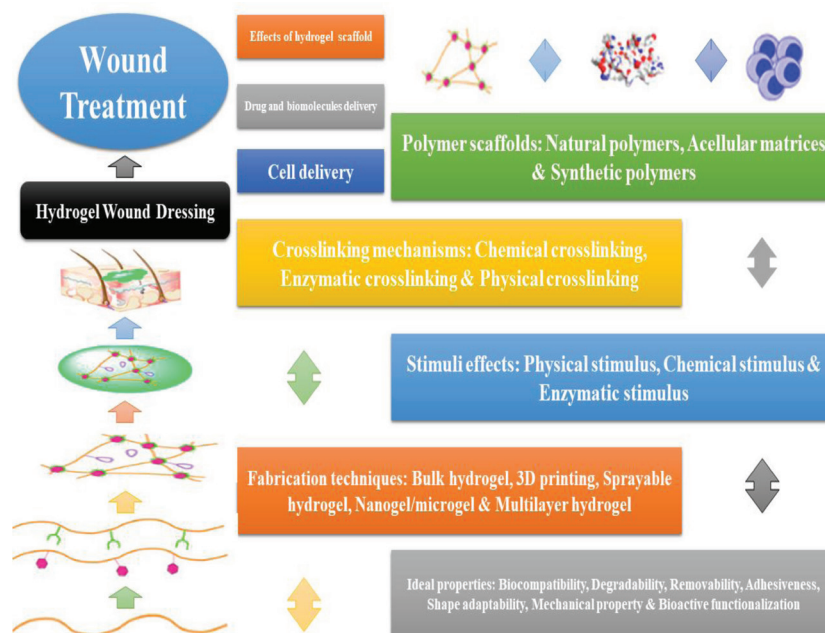 Wound
Treatment
Effects of hydrogel scaffold
Drug and biomolecules delivery
Cell delivery
Hydrogel Wound Dressing
Polymer scaffolds: Natural polymers, Acellular matrices
& Synthetic polymers
Crosslinking mechanisms: Chemical crosslinking,
Enzymatic crosslinking & Physical crosslinking
Stimuli effects: Physical stimulus, Chemical stimulus &
Enzymatic stimulus
Fabrication techniques: Bulk hydrogel, 3D printing, Sprayable
hydrogel, Nanogel/microgel & Multilayer hydrogel
Ideal properties: Biocompatibility, Degradability, Removability, Adhesiveness,
Shape adaptability, Mechanical property & Bioactive functionalization